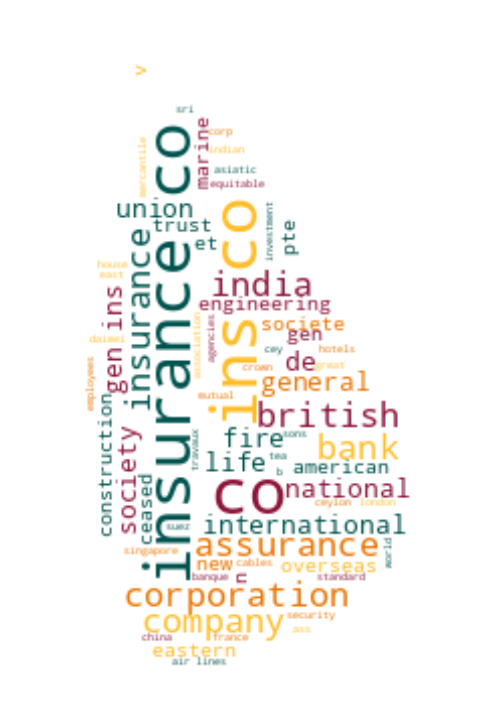 v
sri
insurance co
marine
corp
indian
mercantile
asiatic
equitable
union
trust
et
ins co
investment
pte
insurance
house
east
india
engineering
gen ins
agencies
association
societe
gen
daimei
cey
hotels
de
crown
great
employees
general
mutual
british
construction
society
fire
sons
bank
travaux
life
tea
b
american
ceased
co
national
ceylon
london
suez
international
assurance
world
singapore
new
cables
overseas
banque
n
standard
corporation
company
security
ass
china
france
eastern
air lines